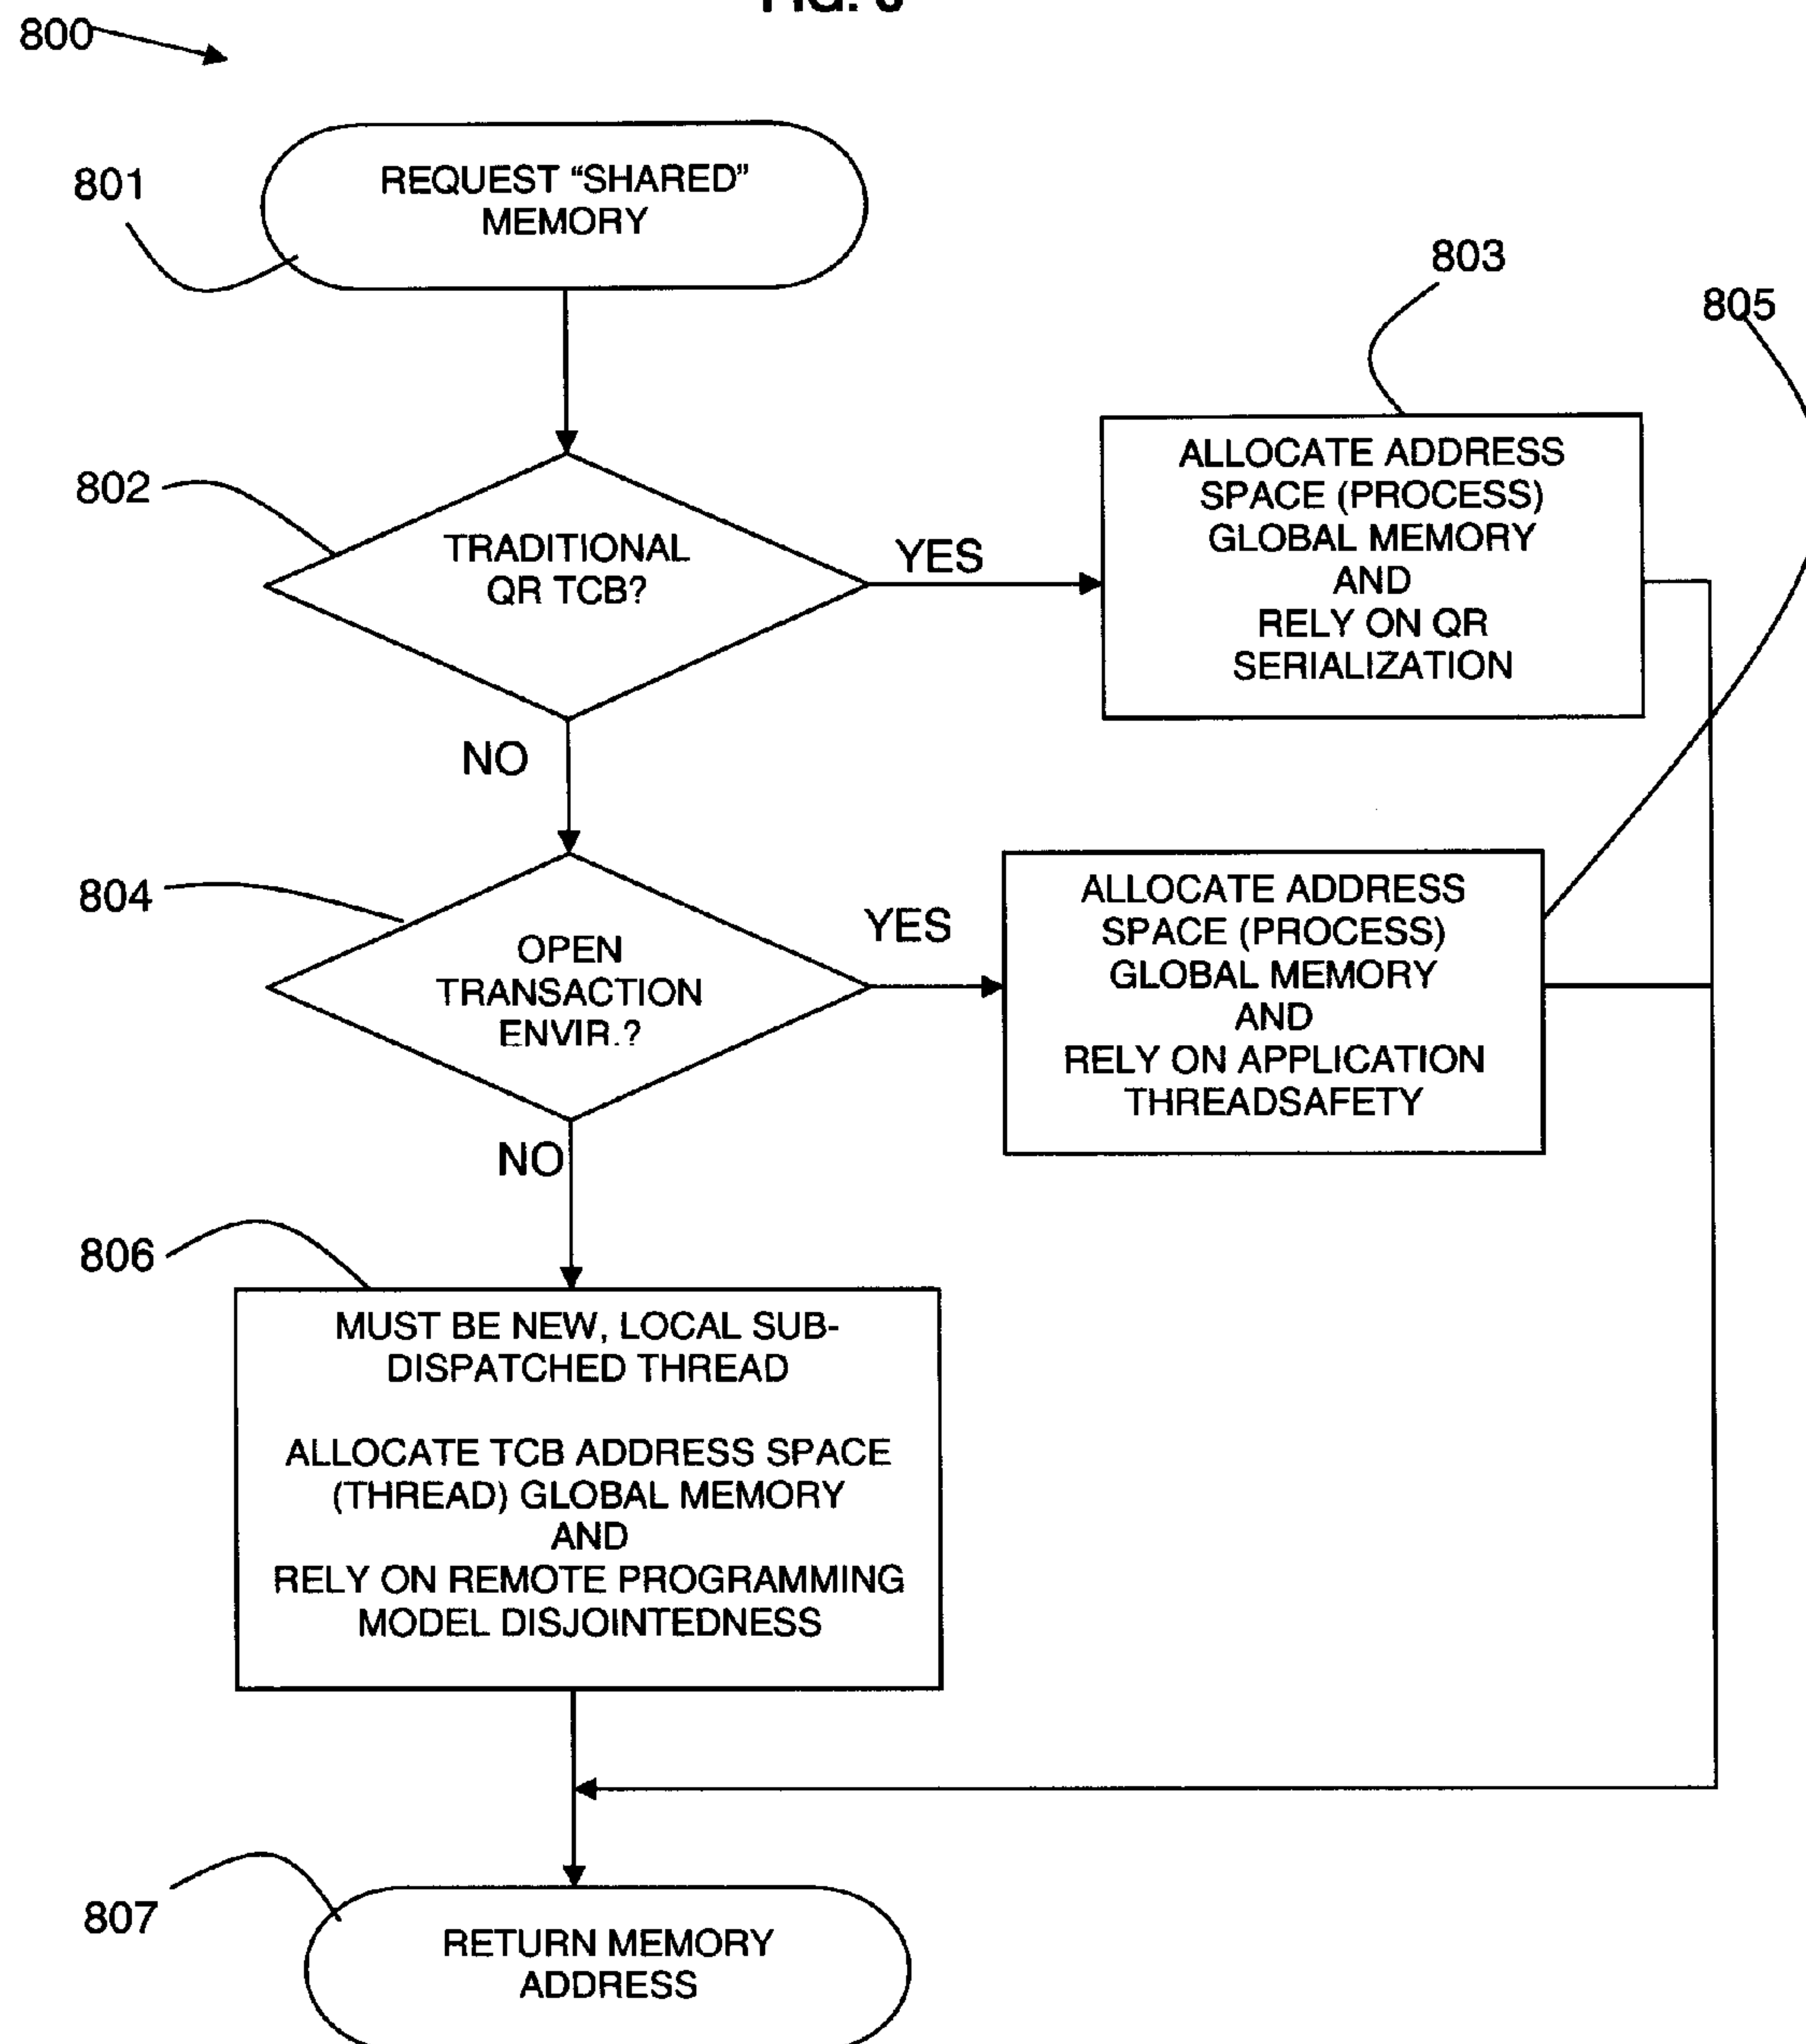 800
801
REQUEST “SHARED”
MEMORY
803
805
802
TRADITIONAL
QR TCB?
YES
ALLOCATE ADDRESS
SPACE (PROCESS)
GLOBAL MEMORY
AND
RELY ON QR
SERIALIZATION
NO
804
OPEN
TRANSACTION
ENVIR.?
YES
ALLOCATE ADDRESS
SPACE (PROCESS)
GLOBAL MEMORY
AND
RELY ON APPLICATION
THREADSAFETY
NO
806
MUST BE NEW, LOCAL SUB-
DISPATCHED THREAD
ALLOCATE TCB ADDRESS SPACE
(THREAD) GLOBAL MEMORY
AND
RELY ON REMOTE PROGRAMMING
MODEL DISJOINTEDNESS
807
RETURN MEMORY
ADDRESS